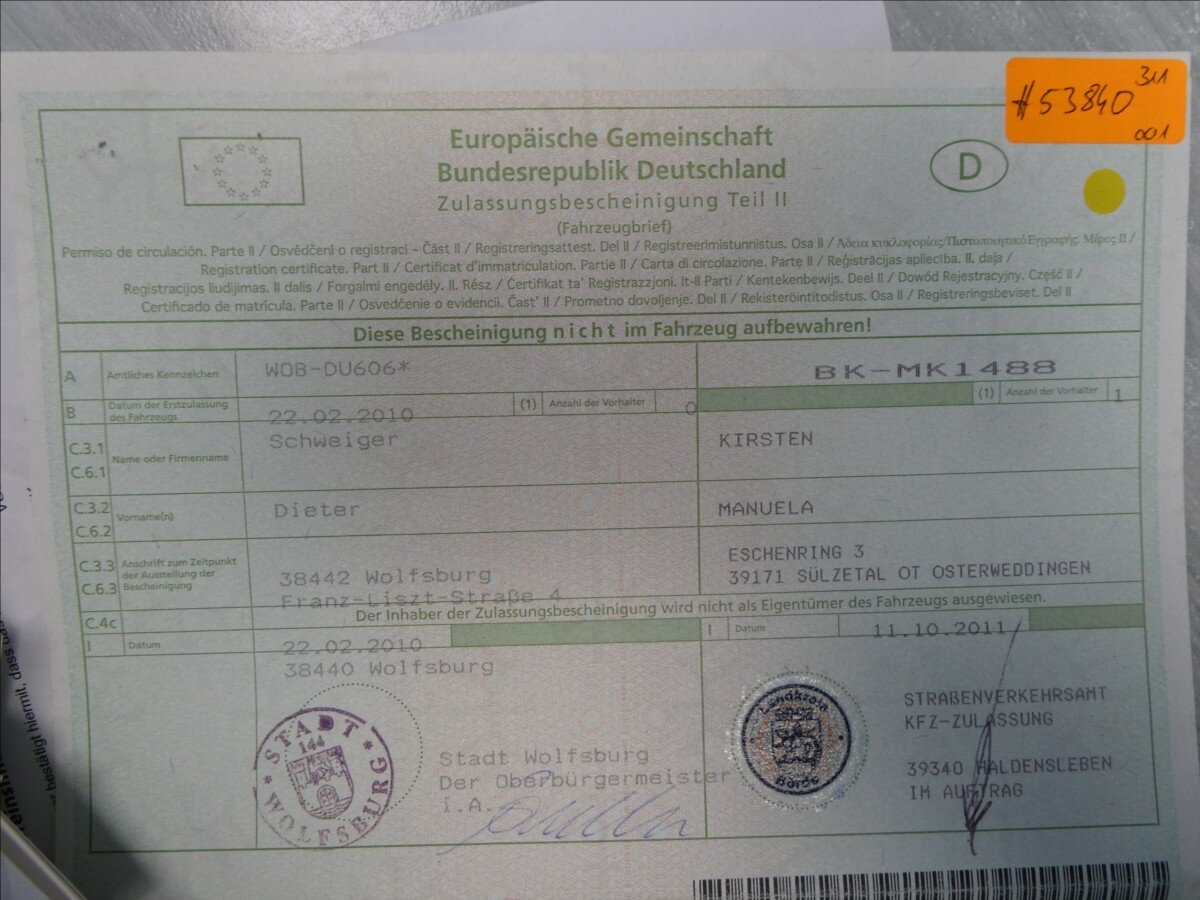 #53840 311
001
Europäische Gemeinschaft
D
Bundesrepublik Deutschland
Zulassungsbescheinigung Teil II
(Fahrzeugbrief)
Permiso de circulación. Parte II / Osvědčení o registraci – Část II / Registreringsattest. Del II / Registreerimistunnistus. Osa II / Άδεια κυκλοφορίας/Πιστοποιητικό Εγγραφής. Μέρος II /
Registration certificate. Part II / Certificat d'immatriculation. Partie II / Carta di circolazione. Parte II / Reģistrācijas apliecība. II. daļa /
Registracijos liudijimas. II dalis / Forgalmi engedély. II. Rész / Ċertifikat ta' Reġistrazzjoni. It-II Parti / Kentekenbewijs. Deel II / Dowód Rejestracyjny. Część II /
Certificado de matrícula. Parte II / Osvedčenie o evidencii. Časť II / Prometno dovoljenje. Del II / Rekisteröintitodistus. Osa II / Registreringsbeviset. Del II
Diese Bescheinigung nicht im Fahrzeug aufbewahren!
A Amtliches Kennzeichen WOB-DU606* BK-MK1488
B Datum der Erstzulassung des Fahrzeugs 22.02.2010 (1) Anzahl der Vorhalter 0 (1) Anzahl der Vorhalter 1
C.3.1 C.6.1 Name oder Firmenname Schweiger KIRSTEN
C.3.2 C.6.2 Vorname(n) Dieter MANUELA
C.3.3 C.6.3 Anschrift zum Zeitpunkt der Ausstellung der Bescheinigung
38442 Wolfsburg
Franz-Liszt-Straße 4
ESCHENRING 3
39171 SÜLZETAL OT OSTERWEDDINGEN
C.4c Der Inhaber der Zulassungsbescheinigung wird nicht als Eigentümer des Fahrzeugs ausgewiesen.
I Datum 22.02.2010 I Datum 11.10.2011
38440 Wolfsburg
STADT WOLFSBURG
144
Stadt Wolfsburg
Der Oberbürgermeister
i.A.
Landkreis
Börde
STRAßENVERKEHRSAMT
KFZ-ZULASSUNG
39340 HALDENSLEBEN
IM AUFTRAG